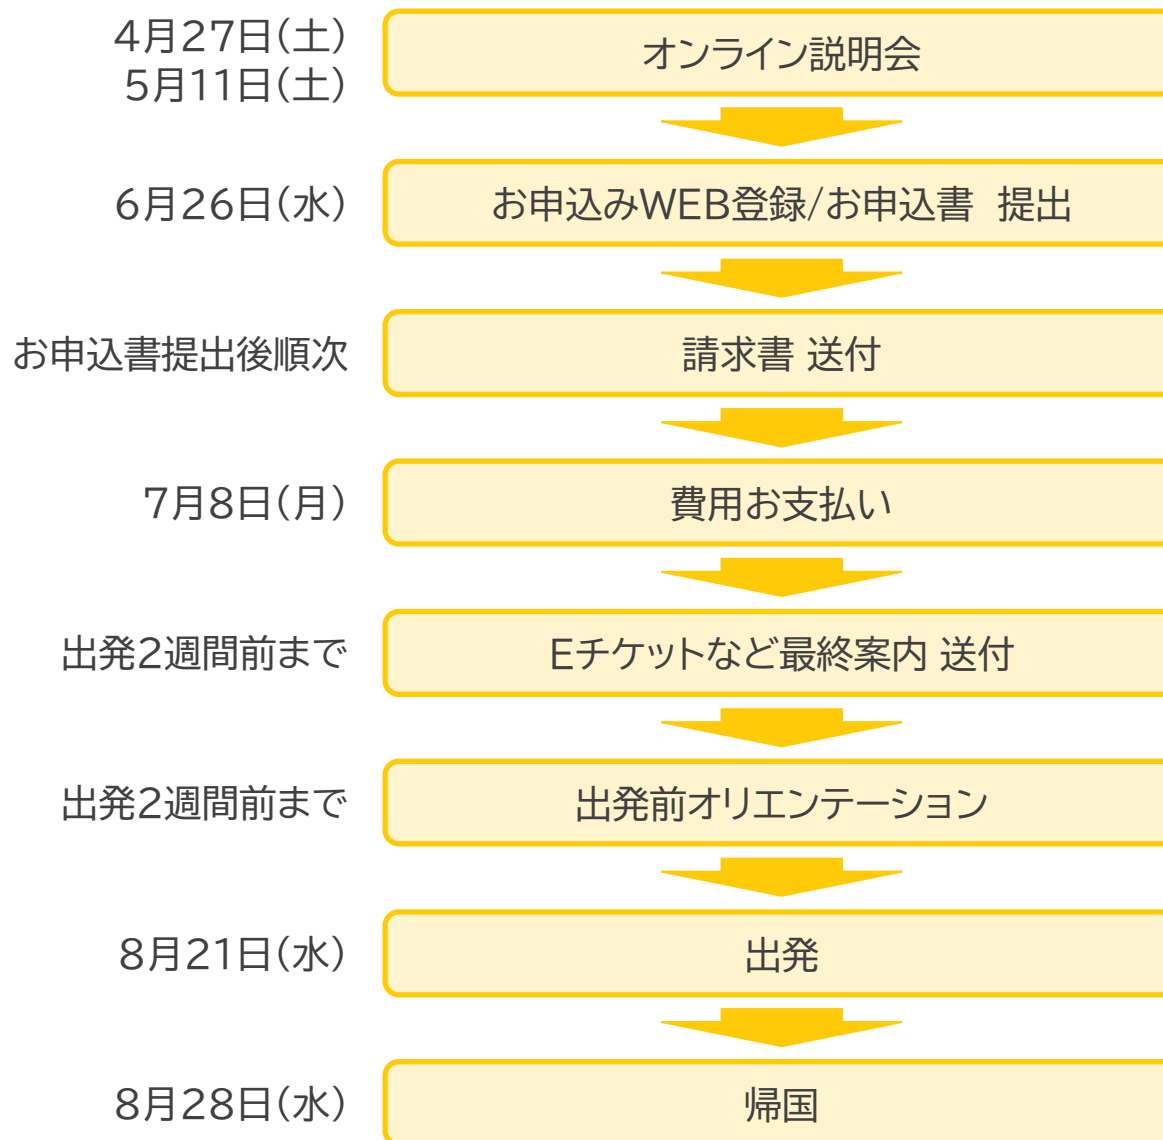 4月27日(土)
5月11日(土)
オンライン説明会
6月26日(水)
お申込みWEB登録/お申込書 提出
お申込書提出後順次
請求書 送付
7月8日(月)
費用お支払い
出発2週間前まで
Eチケットなど最終案内 送付
出発2週間前まで
出発前オリエンテーション
8月21日(水)
出発
8月28日(水)
帰国